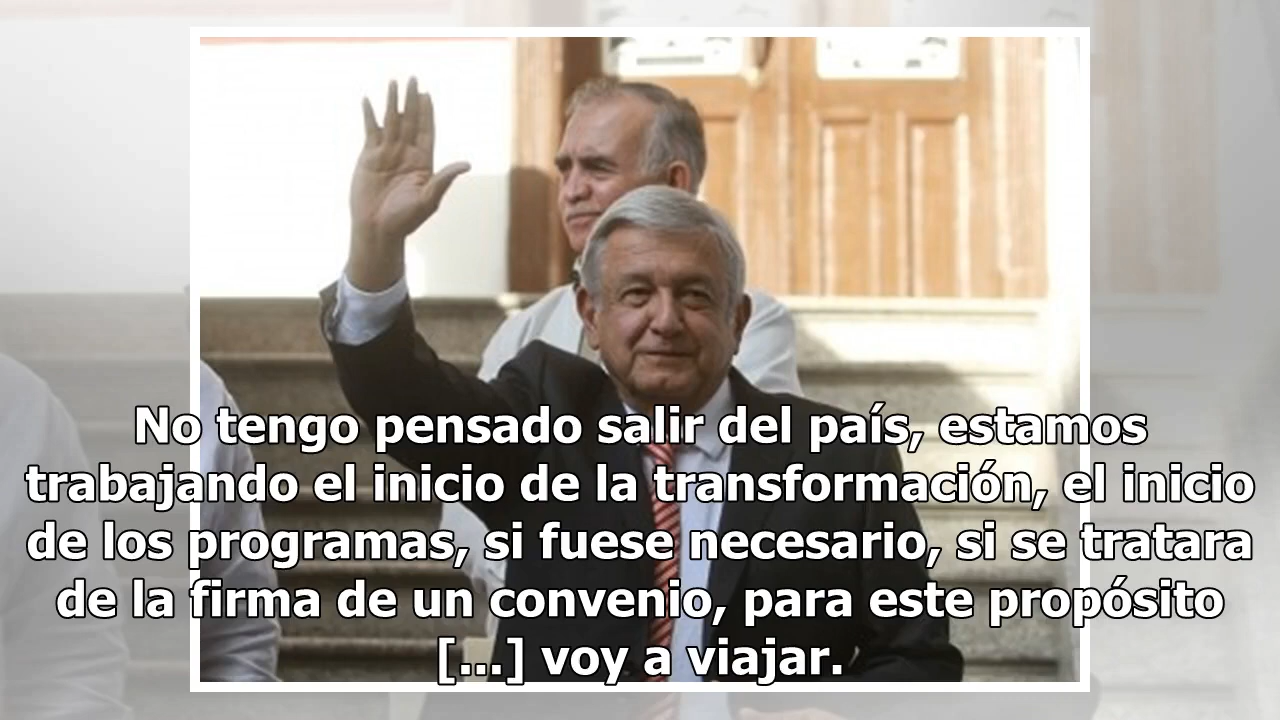 No tengo pensado salir del país, estamos
trabajando el inicio de la transformación, el inicio
de los programas, si fuese necesario, si se tratara
de la firma de un convenio, para este propósito
[...] voy a viajar.